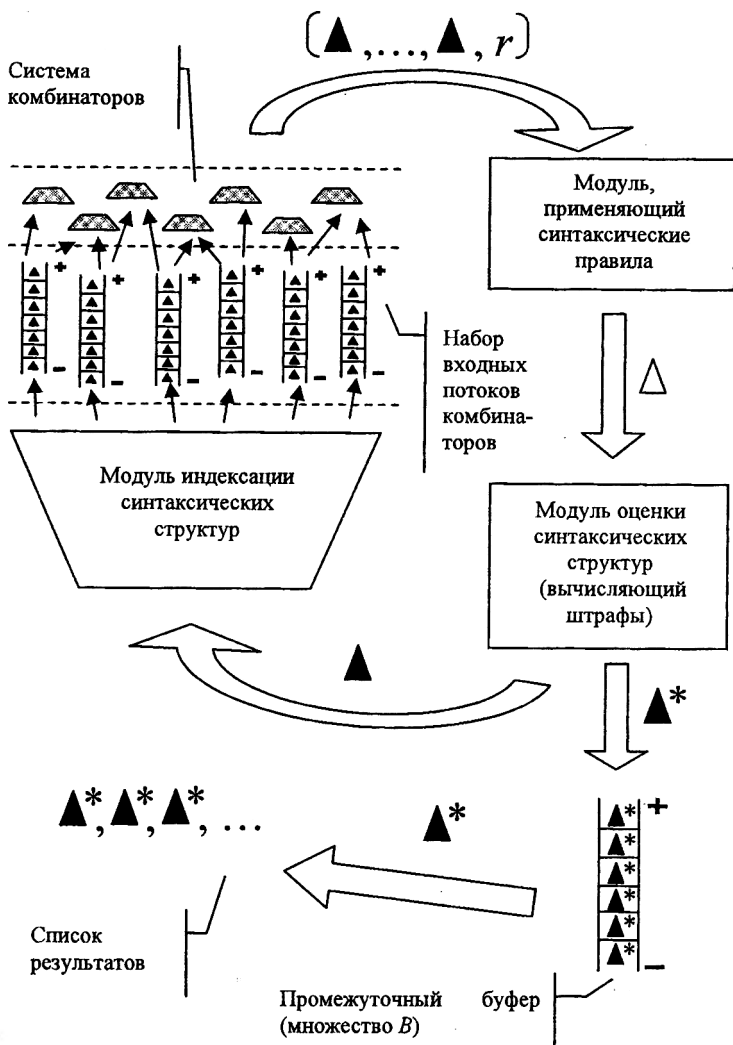 (▲,...,▲, r)
Система
комбинаторов
Модуль,
применяющий
синтаксические
правила
Набор
входных
потоков
комбина-
торов
Модуль индексации
синтаксических
структур
Модуль оценки
синтаксических
структур
(вычисляющий
штрафы)
▲*
▲*, ▲*, ▲*, ...
▲*
Список
результатов
Промежуточный буфер
(множество B)